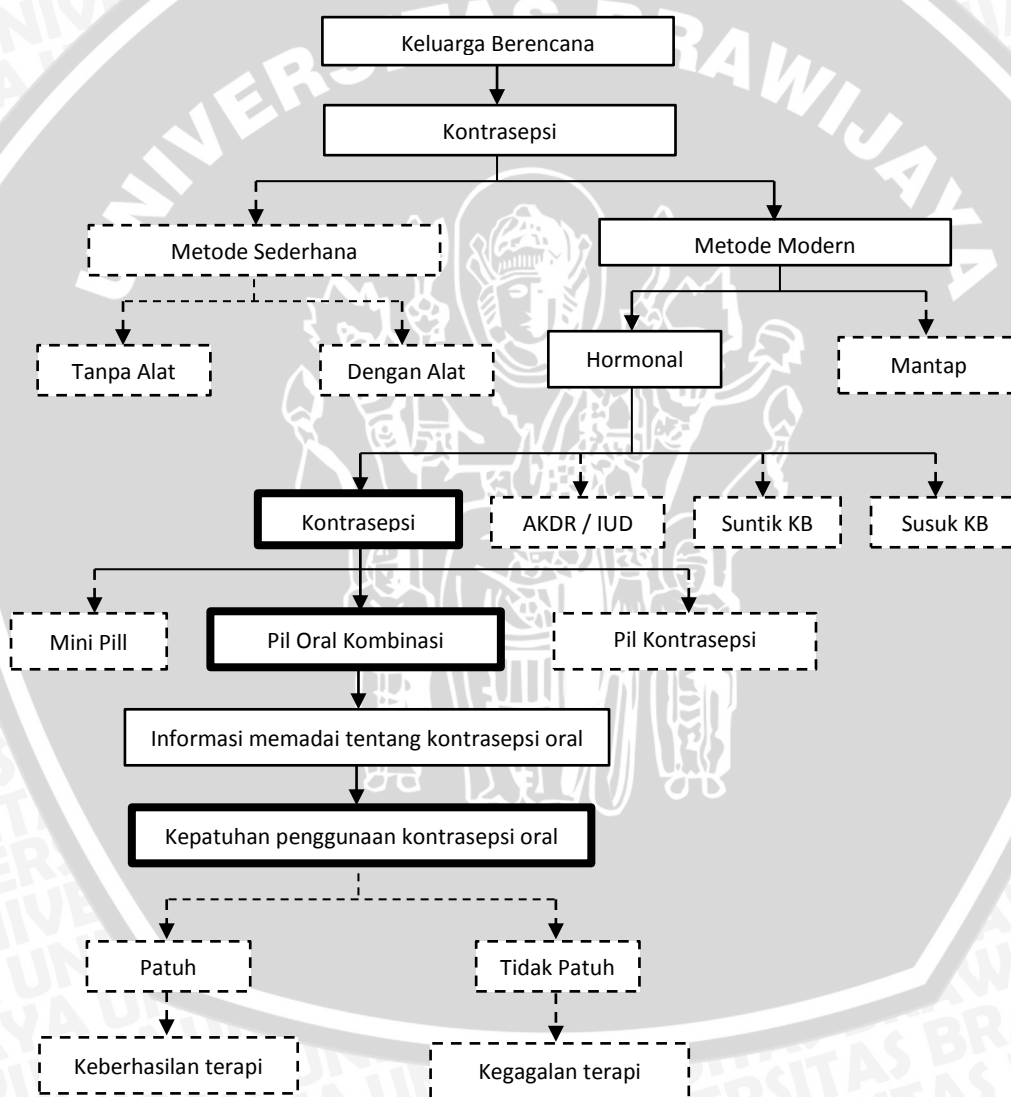 UNIVERSITAS BRAWIJAYA
Keluarga Berencana
Kontrasepsi
Metode Sederhana
Metode Modern
Tanpa Alat
Dengan Alat
Hormonal
Mantap
Kontrasepsi
AKDR / IUD
Suntik KB
Susuk KB
Mini Pill
Pil Oral Kombinasi
Pil Kontrasepsi
Informasi memadai tentang kontrasepsi oral
Kepatuhan penggunaan kontrasepsi oral
Patuh
Tidak Patuh
Keberhasilan terapi
Kegagalan terapi